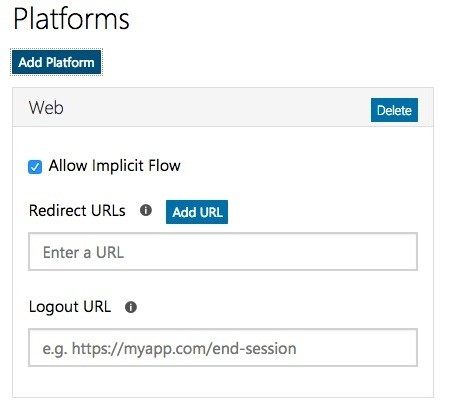 Platforms
Add Platform
Web
Delete
Allow Implicit Flow
Redirect URLs
Add URL
Enter a URL
Logout URL
e.g. https://myapp.com/end-session